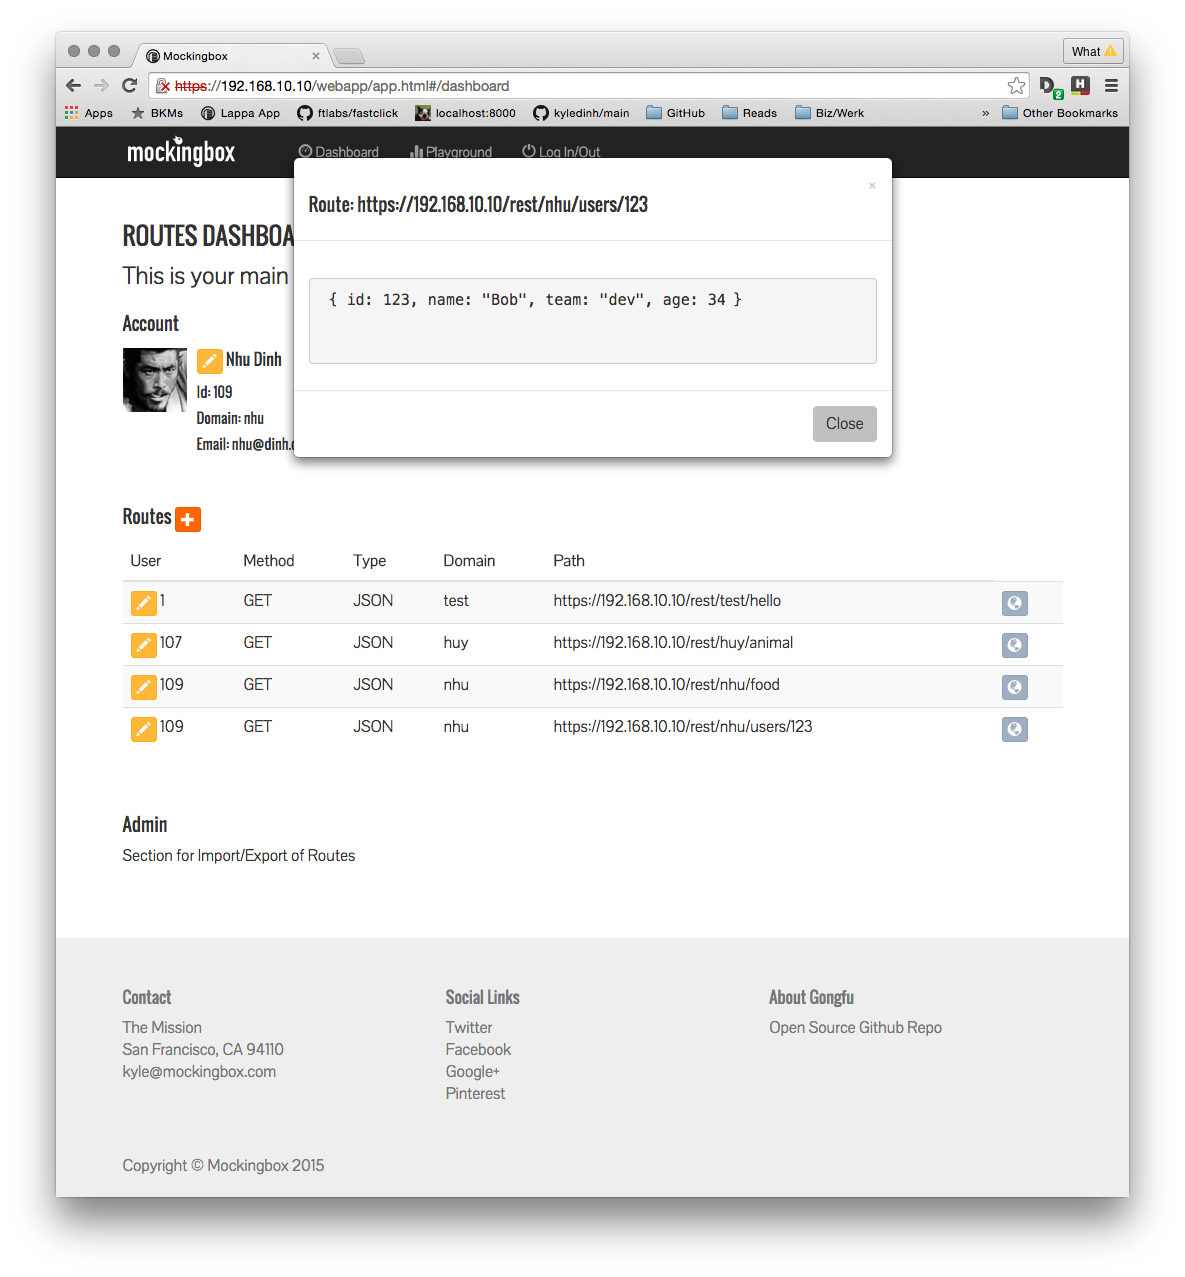 Mockingbox
What
https://192.168.10.10/webapp/app.html#/dashboard
2
H
Apps BKMs Lappa App ftlabs/fastclick localhost:8000 kyledinh/main GitHub Reads Biz/Werk » Other Bookmarks
mockingbox Dashboard Playground Log In/Out
×
Route: https://192.168.10.10/rest/nhu/users/123
{ id: 123, name: "Bob", team: "dev", age: 34 }
Close
ROUTES DASHBOA
This is your main
Account
Nhu Dinh
Id: 109
Domain: nhu
Email: nhu@dinh.
Routes
User Method Type Domain Path
1 GET JSON test https://192.168.10.10/rest/test/hello
107 GET JSON huy https://192.168.10.10/rest/huy/animal
109 GET JSON nhu https://192.168.10.10/rest/nhu/food
109 GET JSON nhu https://192.168.10.10/rest/nhu/users/123
Admin
Section for Import/Export of Routes
Contact
The Mission
San Francisco, CA 94110
kyle@mockingbox.com
Social Links
Twitter
Facebook
Google+
Pinterest
About Gongfu
Open Source Github Repo
Copyright © Mockingbox 2015